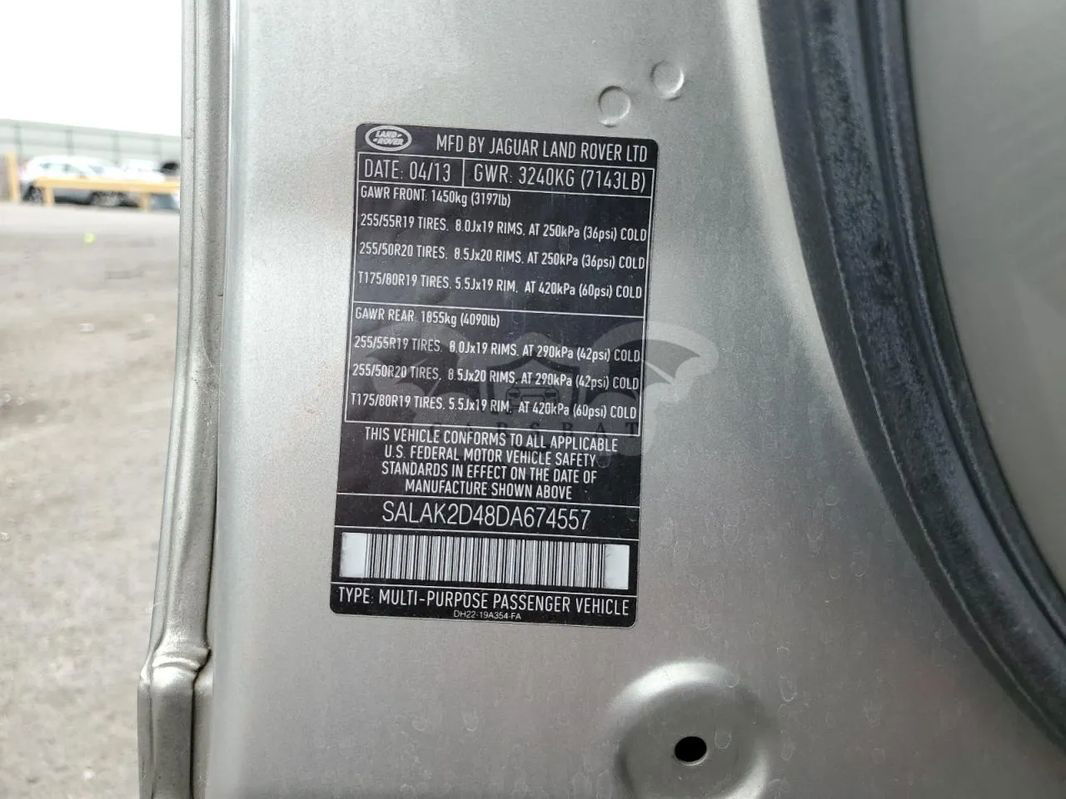 LAND ROVER
MFD BY JAGUAR LAND ROVER LTD
DATE: 04/13 GWR: 3240KG (7143LB)
GAWR FRONT: 1450kg (3197lb)
255/55R19 TIRES. 8.0Jx19 RIMS. AT 250kPa (36psi) COLD
255/50R20 TIRES. 8.5Jx20 RIMS. AT 250kPa (36psi) COLD
T175/80R19 TIRES. 5.5Jx19 RIM. AT 420kPa (60psi) COLD
GAWR REAR: 1855kg (4090lb)
255/55R19 TIRES. 8.0Jx19 RIMS. AT 290kPa (42psi) COLD
255/50R20 TIRES. 8.5Jx20 RIMS. AT 290kPa (42psi) COLD
T175/80R19 TIRES. 5.5Jx19 RIM. AT 420kPa (60psi) COLD
CARSBAT
THIS VEHICLE CONFORMS TO ALL APPLICABLE
U.S. FEDERAL MOTOR VEHICLE SAFETY
STANDARDS IN EFFECT ON THE DATE OF
MANUFACTURE SHOWN ABOVE
SALAK2D48DA674557
TYPE: MULTI-PURPOSE PASSENGER VEHICLE
DH22-19A354-FA